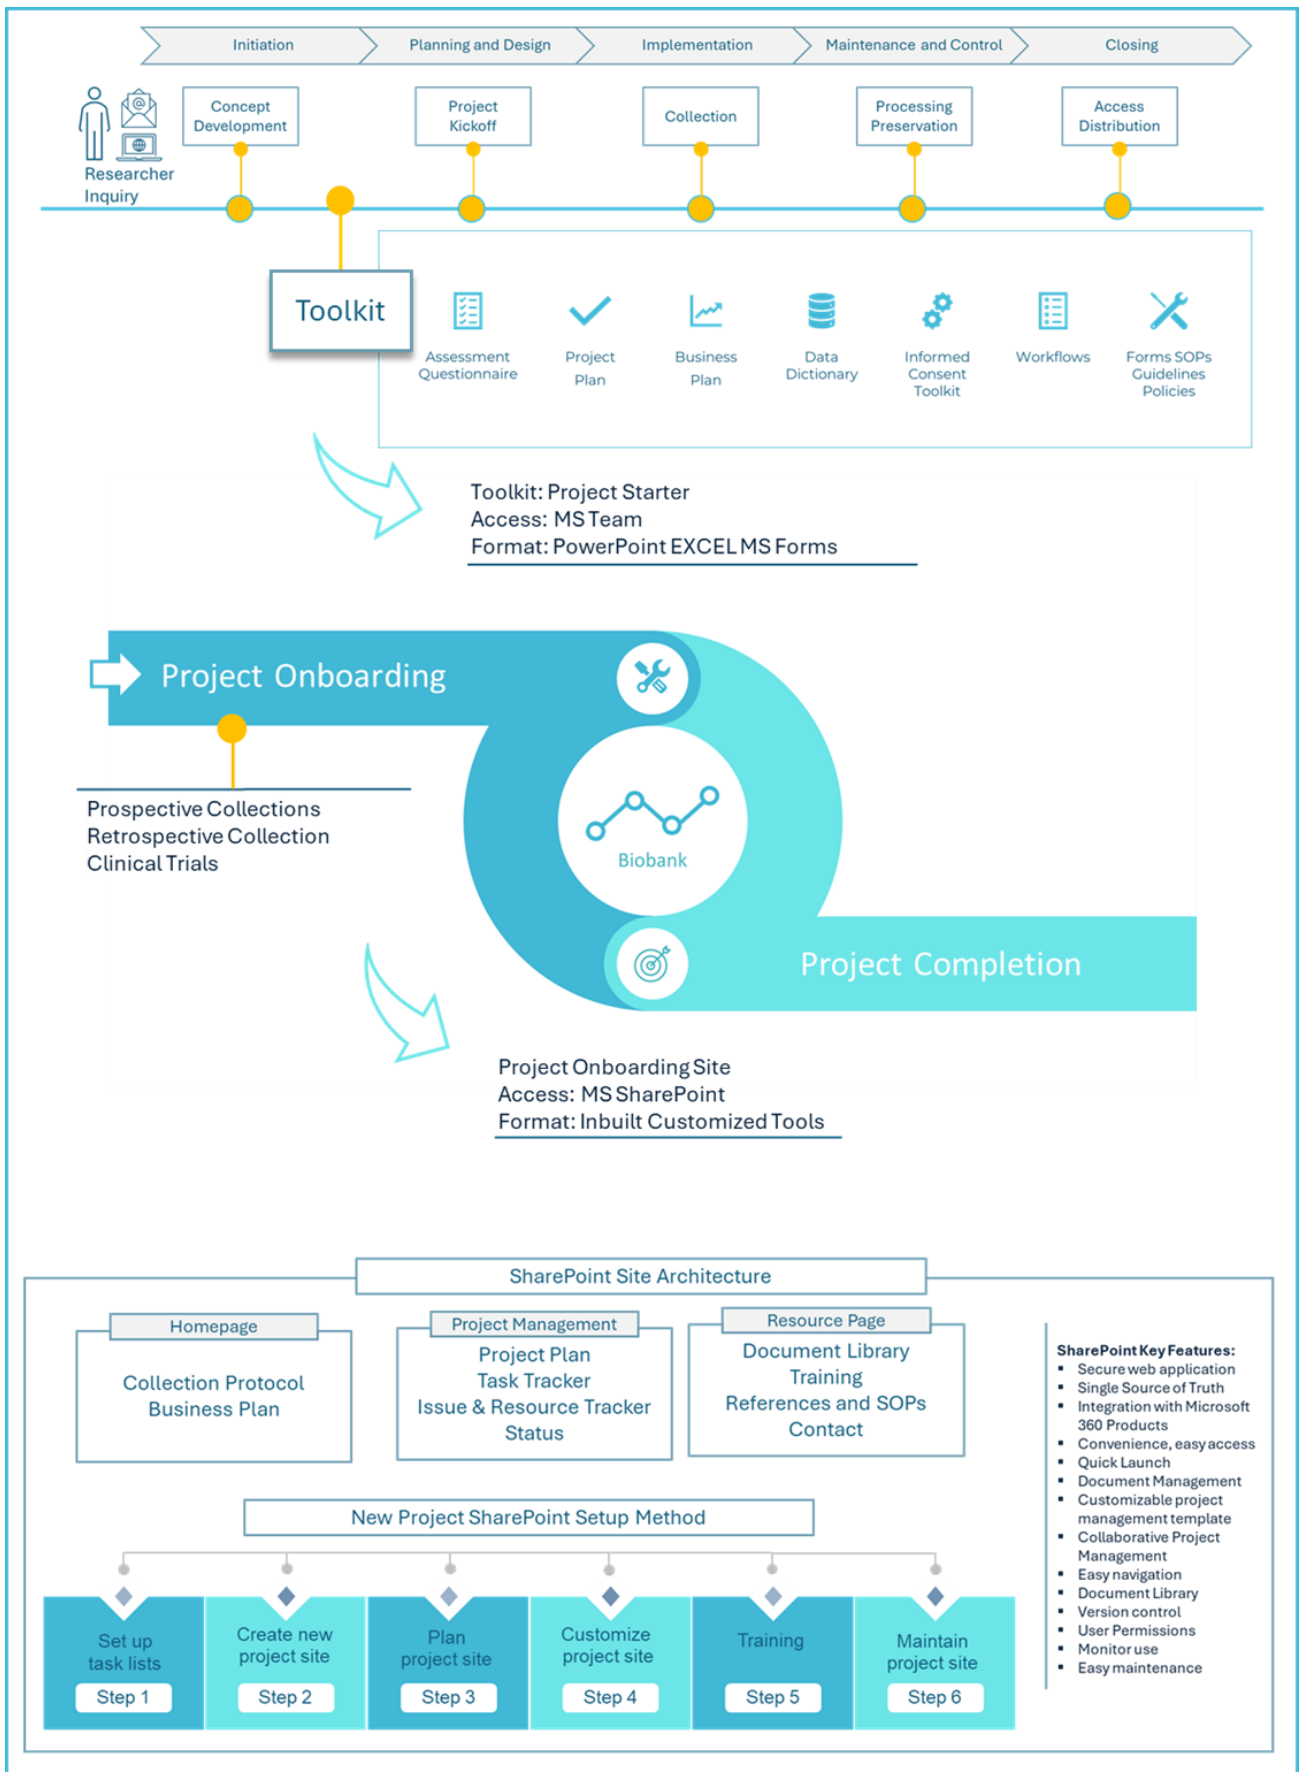 Initiation
Planning and Design
Implementation
Maintenance and Control
Closing
Researcher
Inquiry
Concept
Development
Project
Kickoff
Collection
Processing
Preservation
Access
Distribution
Toolkit
Assessment
Questionnaire
Project
Plan
Business
Plan
Data
Dictionary
Informed
Consent
Toolkit
Workflows
Forms SOPs
Guidelines
Policies
Toolkit: Project Starter
Access: MS Team
Format: PowerPoint EXCEL MS Forms
Project Onboarding
Prospective Collections
Retrospective Collection
Clinical Trials
Biobank
Project Completion
Project Onboarding Site
Access: MS SharePoint
Format: Inbuilt Customized Tools
SharePoint Site Architecture
Homepage
Collection Protocol
Business Plan
Project Management
Project Plan
Task Tracker
Issue & Resource Tracker
Status
Resource Page
Document Library
Training
References and SOPs
Contact
SharePoint Key Features:
▪ Secure web application
▪ Single Source of Truth
▪ Integration with Microsoft
360 Products
▪ Convenience, easy access
▪ Quick Launch
▪ Document Management
▪ Customizable project
management template
▪ Collaborative Project
Management
▪ Easy navigation
▪ Document Library
▪ Version control
▪ User Permissions
▪ Monitor use
▪ Easy maintenance
New Project SharePoint Setup Method
Set up
task lists
Step 1
Create new
project site
Step 2
Plan
project site
Step 3
Customize
project site
Step 4
Training
Step 5
Maintain
project site
Step 6